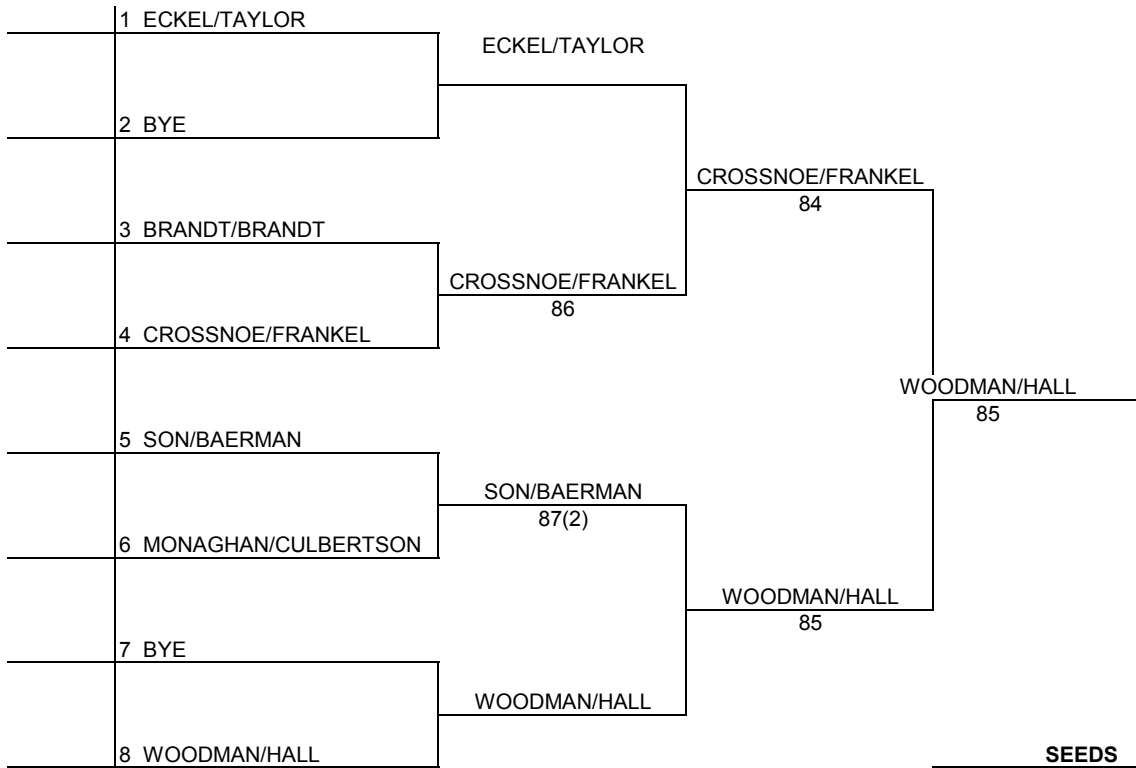 1 ECKEL/TAYLOR
ECKEL/TAYLOR
2 BYE
CROSSNOE/FRANKEL
84
3 BRANDT/BRANDT
CROSSNOE/FRANKEL
86
4 CROSSNOE/FRANKEL
WOODMAN/HALL
85
5 SON/BAERMAN
SON/BAERMAN
87(2)
6 MONAGHAN/CULBERTSON
WOODMAN/HALL
85
7 BYE
WOODMAN/HALL
8 WOODMAN/HALL
SEEDS